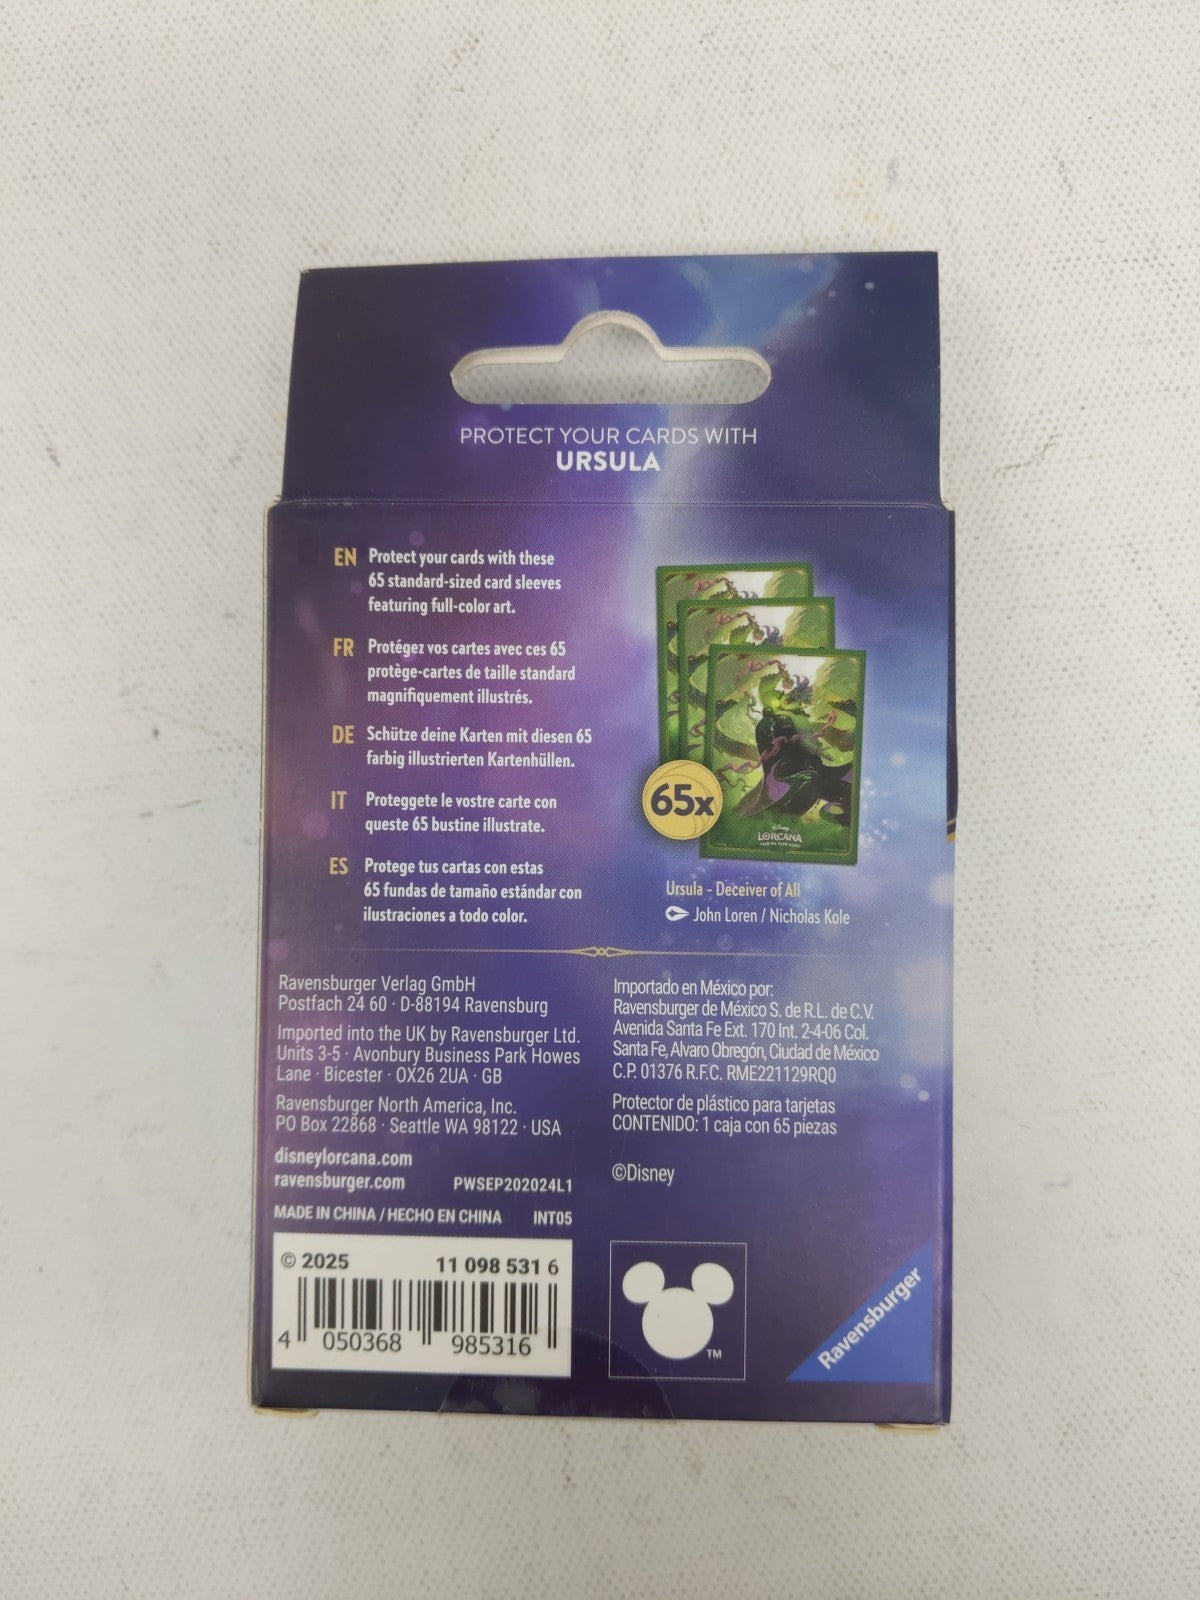 PROTECT YOUR CARDS WITH
URSULA
EN Protect your cards with these
65 standard-sized card sleeves
featuring full-color art.
FR Protégez vos cartes avec ces 65
protège-cartes de taille standard
magnifiquement illustrés.
DE Schütze deine Karten mit diesen 65
farbig illustrierten Kartenhüllen.
IT Proteggete le vostre carte con
queste 65 bustine illustrate.
ES Protege tus cartas con estas
65 fundas de tamaño estándar con
ilustraciones a todo color.
65x
Disney
LORCANA
Ursula - Deceiver of All
John Loren / Nicholas Kole
Ravensburger Verlag GmbH
Postfach 24 60 · D-88194 Ravensburg
Imported into the UK by Ravensburger Ltd.
Units 3-5 · Avonbury Business Park Howes
Lane · Bicester · OX26 2UA · GB
Ravensburger North America, Inc.
PO Box 22868 · Seattle WA 98122 · USA
disneylorcana.com
ravensburger.com PWSEP202024L1
MADE IN CHINA / HECHO EN CHINA INT05
© 2025 11 098 531 6
4 050368 985316
Importado en México por:
Ravensburger de México S. de R.L. de C.V.
Avenida Santa Fe Ext. 170 Int. 2-4-06 Col.
Santa Fe, Alvaro Obregón, Ciudad de México
C.P. 01376 R.F.C. RME221129RQ0
Protector de plástico para tarjetas
CONTENIDO: 1 caja con 65 piezas
©Disney
TM
Ravensburger